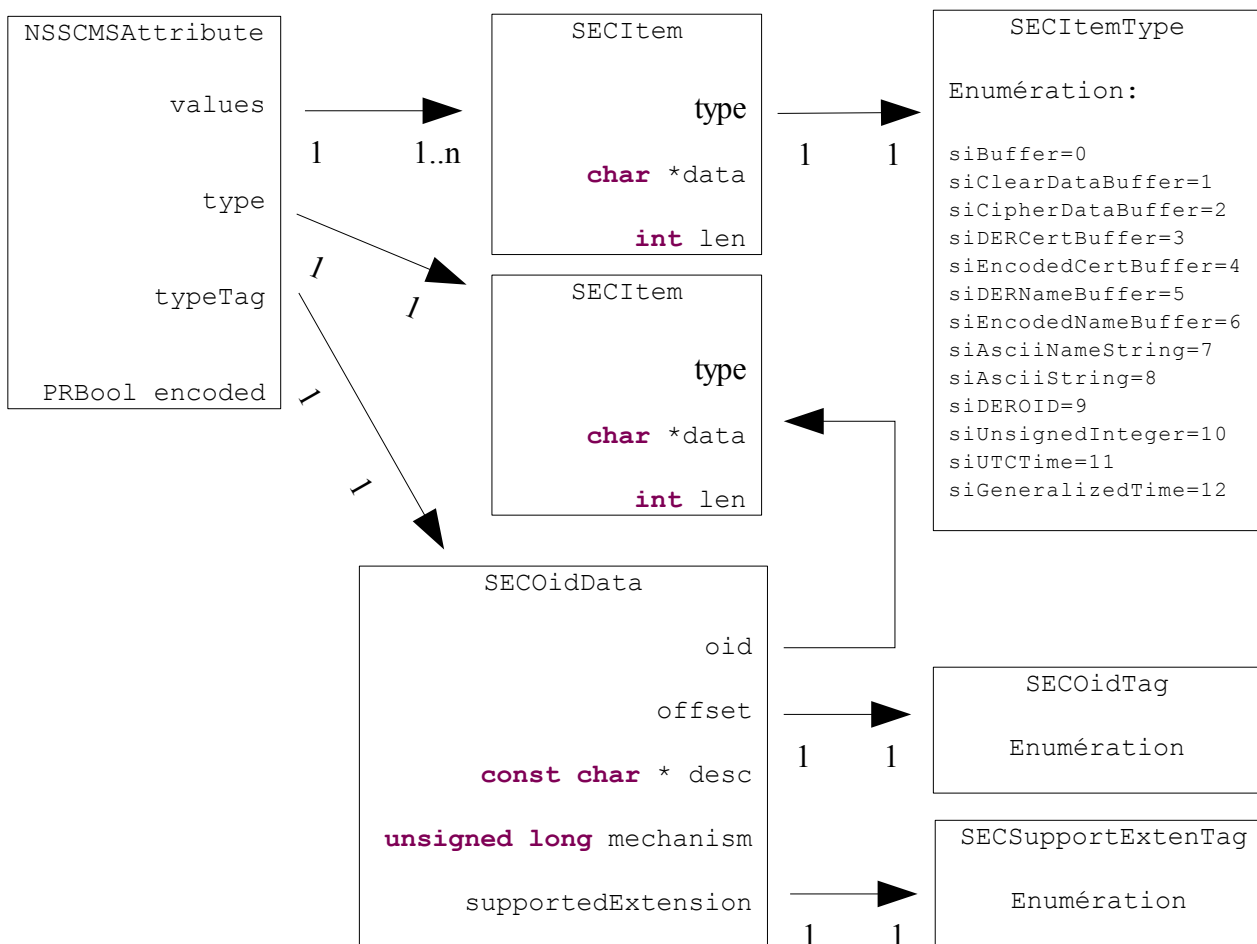 NSSCMSAttribute
values
type
typeTag
PRBool encoded
1
1..n
1
1
1
1
SECItem
type
char *data
int len
1
1
SECItem
type
char *data
int len
SECItemType
Enumération:
siBuffer=0
siClearDataBuffer=1
siCipherDataBuffer=2
siDERCertBuffer=3
siEncodedCertBuffer=4
siDERNameBuffer=5
siEncodedNameBuffer=6
siAsciiNameString=7
siAsciiString=8
siDEROID=9
siUnsignedInteger=10
siUTCTime=11
siGeneralizedTime=12
SECOidData
oid
offset
const char * desc
unsigned long mechanism
supportedExtension
1
1
SECOidTag
Enumération
1
1
SECSupportExtenTag
Enumération